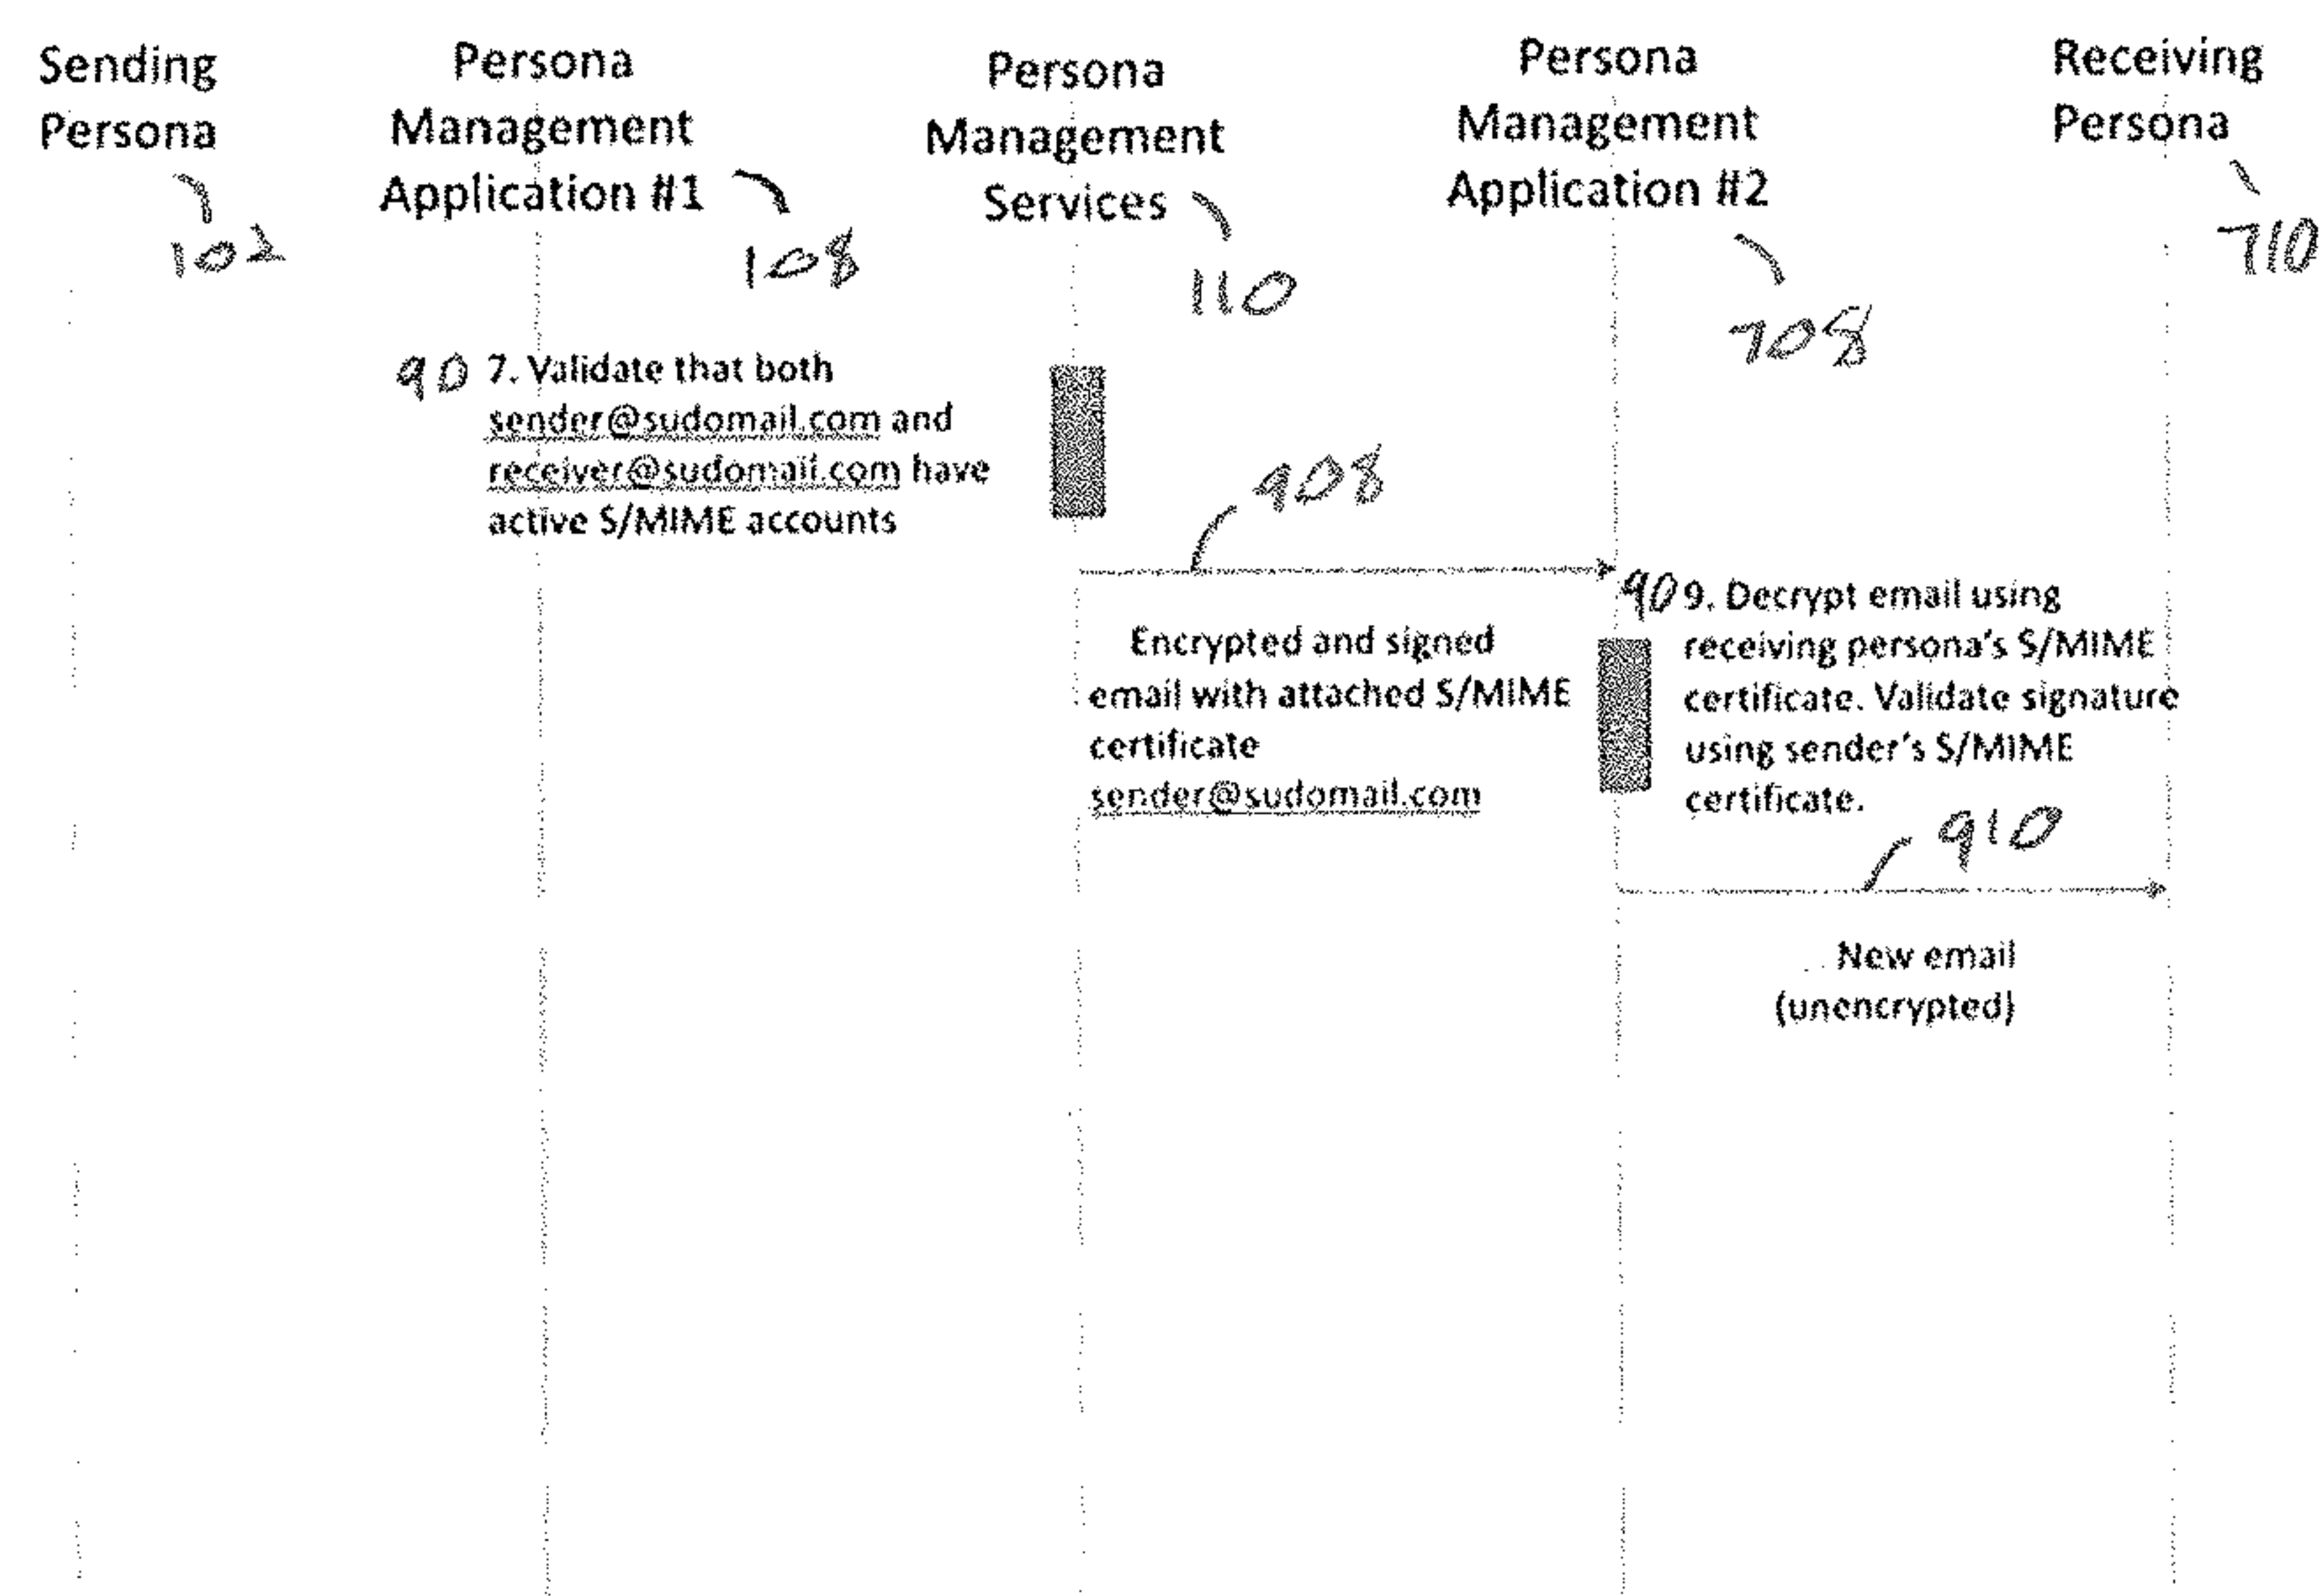 Sending
Persona
102
Persona
Management
Application #1
108
Persona
Management
Services
110
Persona
Management
Application #2
708
Receiving
Persona
710
90 7. Validate that both
sender@sudomail.com and
receiver@sudomail.com have
active S/MIME accounts
908
Encrypted and signed
email with attached S/MIME
certificate
sender@sudomail.com
90 9. Decrypt email using
receiving persona's S/MIME
certificate. Validate signature
using sender's S/MIME
certificate.
910
New email
(unencrypted)